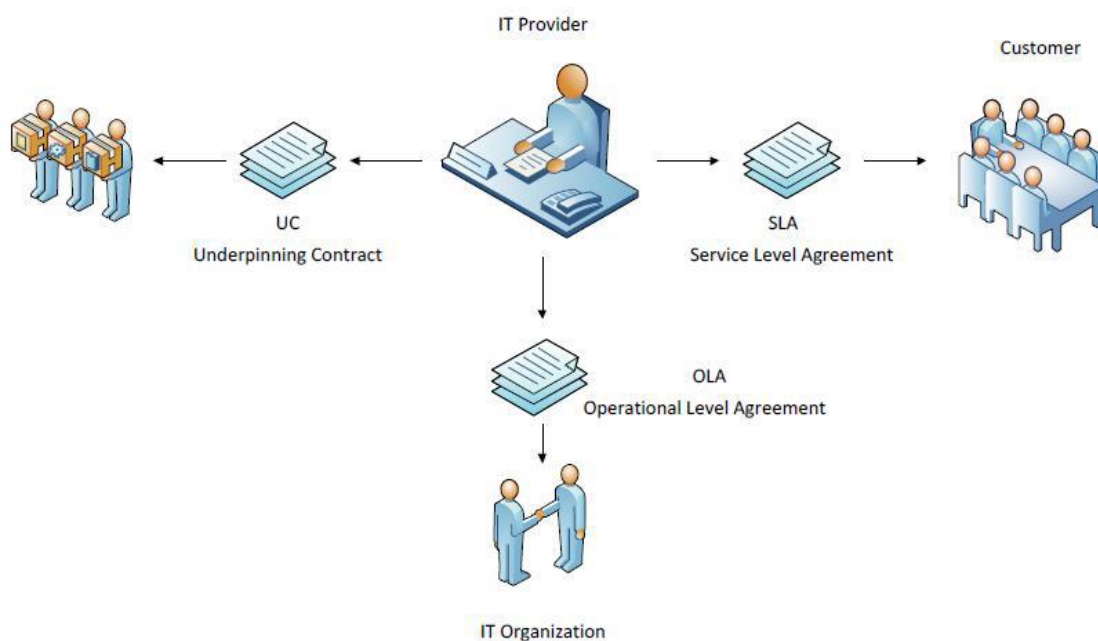 IT Provider
Customer
UC
Underpinning Contract
SLA
Service Level Agreement
OLA
Operational Level Agreement
IT Organization